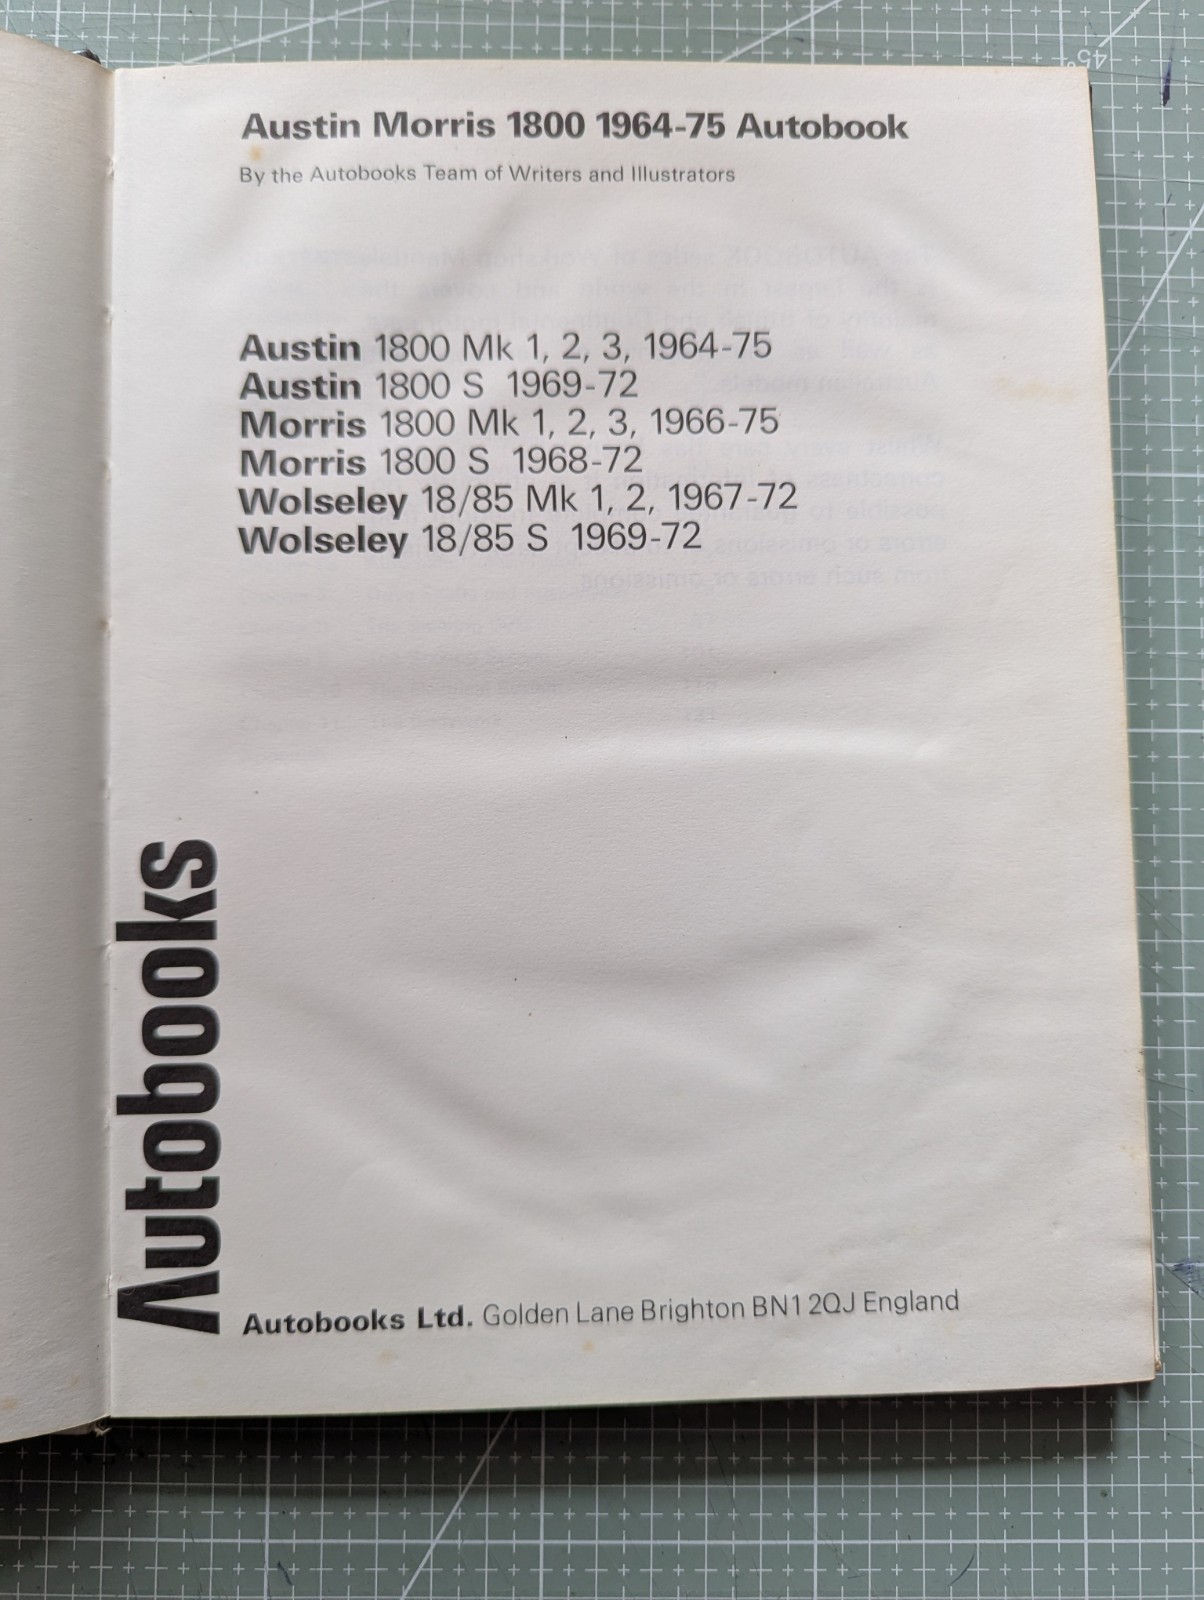 Austin Morris 1800 1964-75 Autobook
By the Autobooks Team of Writers and Illustrators
Austin 1800 Mk 1, 2, 3, 1964-75
Austin 1800 S 1969-72
Morris 1800 Mk 1, 2, 3, 1966-75
Morris 1800 S 1968-72
Wolseley 18/85 Mk 1, 2, 1967-72
Wolseley 18/85 S 1969-72
Autobooks
Autobooks Ltd. Golden Lane Brighton BN1 2QJ England
45°